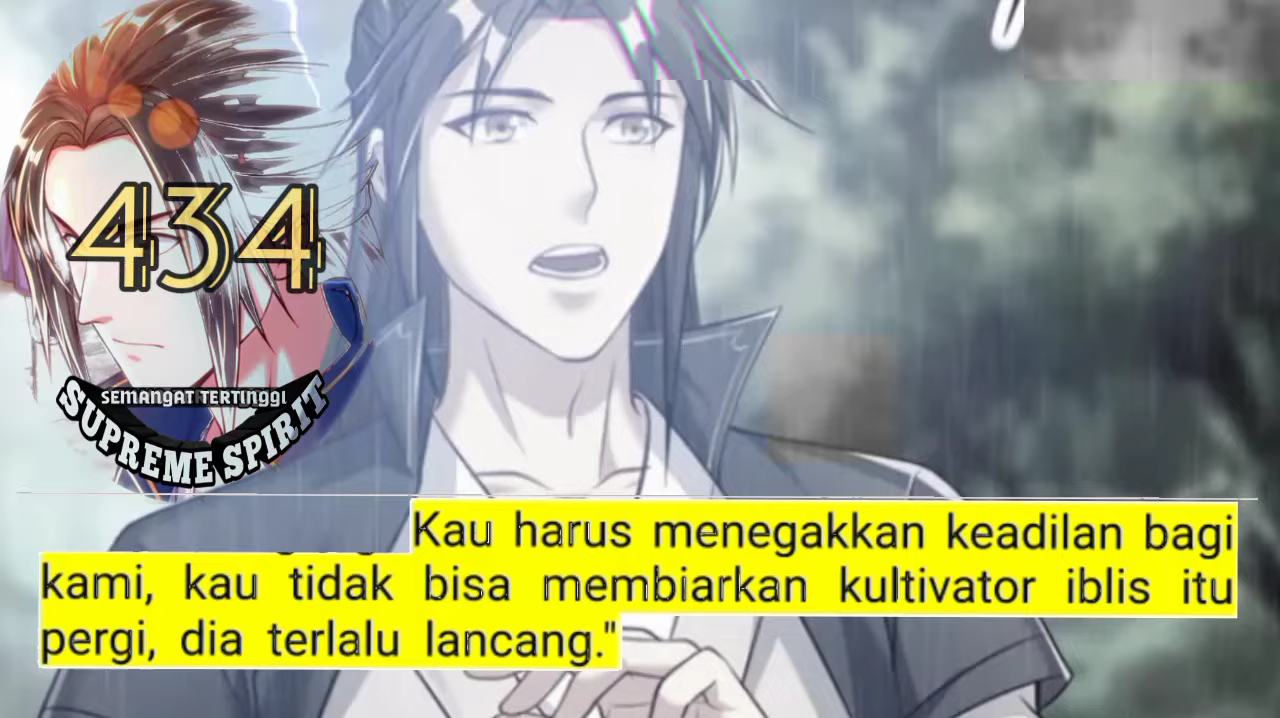 434
SEMANGAT TERTINGGI
SUPREME SPIRIT
Kau harus menegakkan keadilan bagi
kami, kau tidak bisa membiarkan kultivator iblis itu
pergi, dia terlalu lancang."